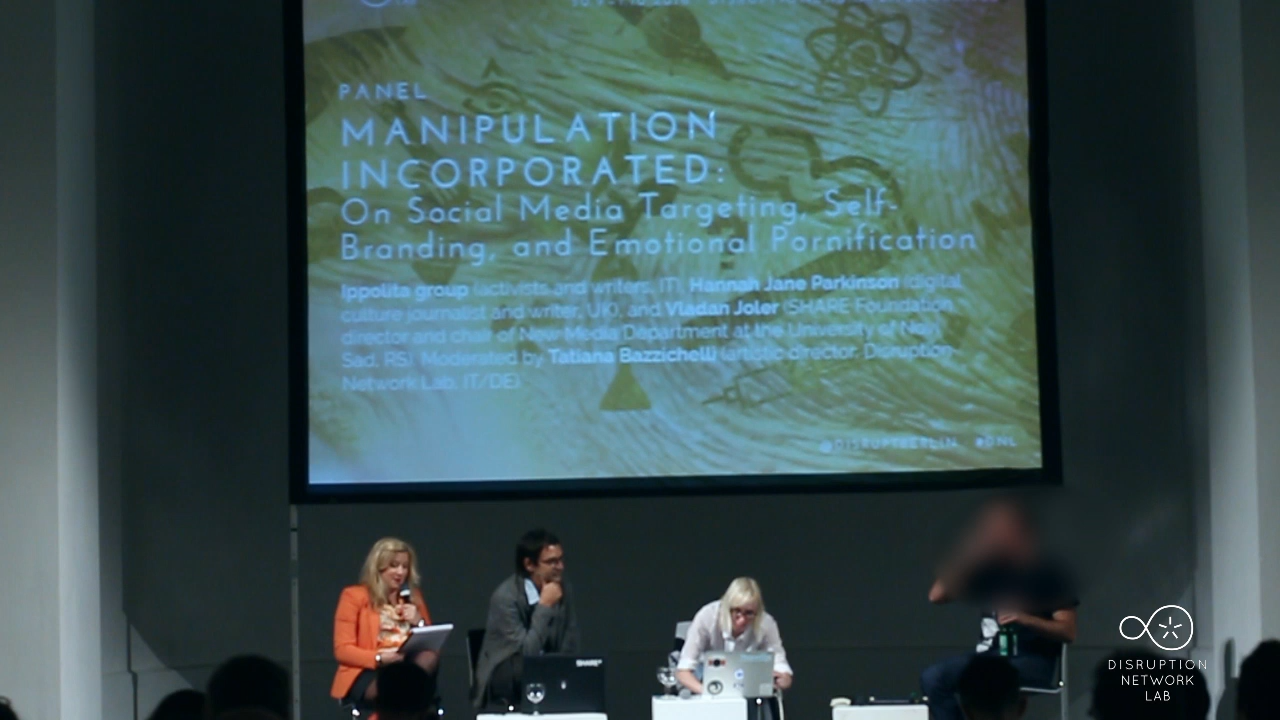 PANEL
MANIPULATION
INCORPORATED:
On Social Media Targeting, Self-
Branding, and Emotional Pornification
Ippolita group (activists and writers, IT), Hannah Jane Parkinson (digital
culture journalist and writer, UK), and Vladan Joler (SHARE Foundation
director and chair of New Media Department at the University of Novi
Sad, RS). Moderated by Tatiana Bazzichelli (artistic director, Disruption
Network Lab, IT/DE)
@DISRUPTBERLIN #DNL
SHARE
DISRUPTION
NETWORK
LAB